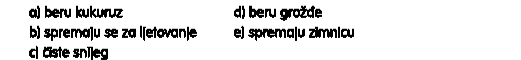 a) beru kukuruz
b) spremaju se za ljetovanje
c) čiste snijeg
d) beru grožđe
e) spremaju zimnicu